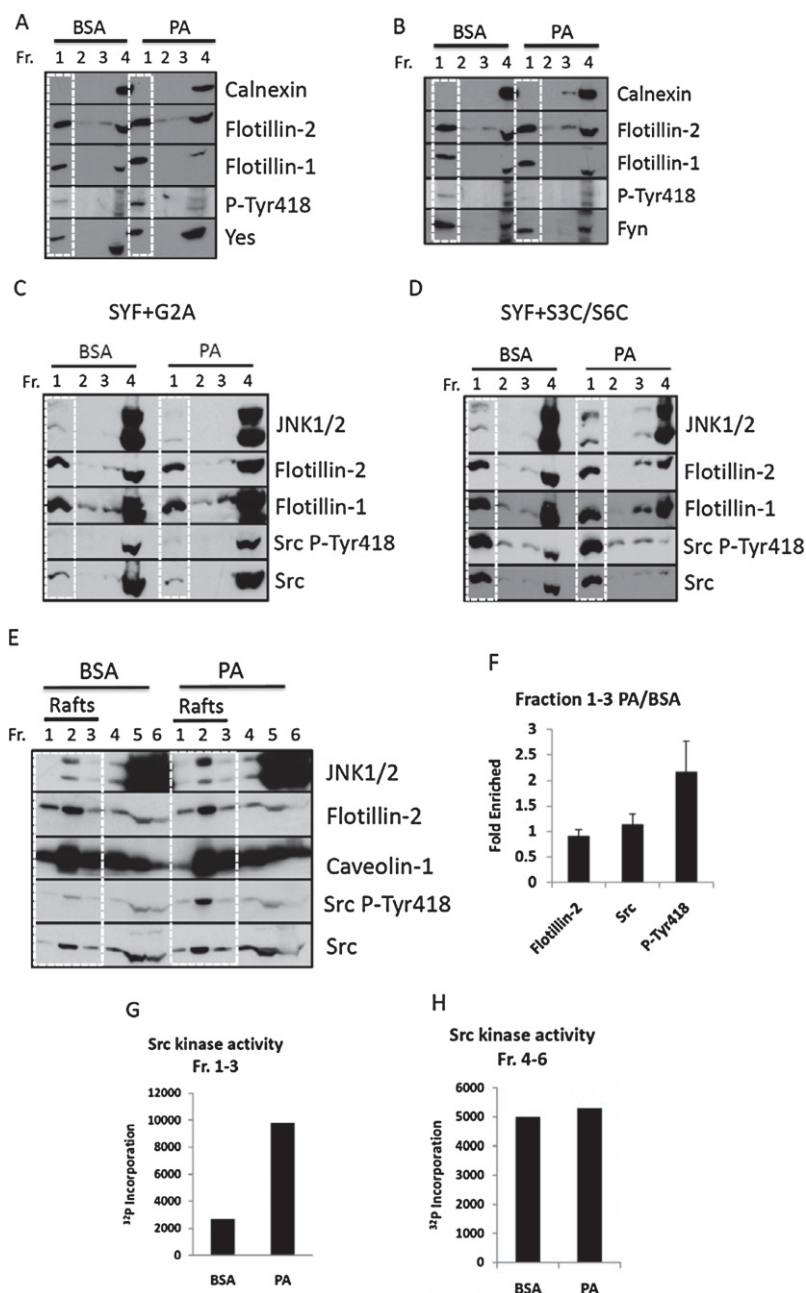 A
BSA PA
Fr. 1 2 3 4 1 2 3 4
Calnexin
Flotillin-2
Flotillin-1
P-Tyr418
Yes
B
BSA PA
Fr. 1 2 3 4 1 2 3 4
Calnexin
Flotillin-2
Flotillin-1
P-Tyr418
Fyn
C
SYF+G2A
BSA PA
Fr. 1 2 3 4 1 2 3 4
JNK1/2
Flotillin-2
Flotillin-1
Src P-Tyr418
Src
D
SYF+S3C/S6C
BSA PA
Fr. 1 2 3 4 1 2 3 4
JNK1/2
Flotillin-2
Flotillin-1
Src P-Tyr418
Src
E
BSA PA
Rafts Rafts
Fr. 1 2 3 4 5 6 1 2 3 4 5 6
JNK1/2
Flotillin-2
Caveolin-1
Src P-Tyr418
Src
F
Fraction 1-3 PA/BSA
Fold Enriched
3
2.5
2
1.5
1
0.5
0
Flotillin-2 Src P-Tyr418
G
Src kinase activity
Fr. 1-3
³²P Incorporation
12000
10000
8000
6000
4000
2000
0
BSA PA
H
Src kinase activity
Fr. 4-6
³²P Incorporation
6000
5000
4000
3000
2000
1000
0
BSA PA